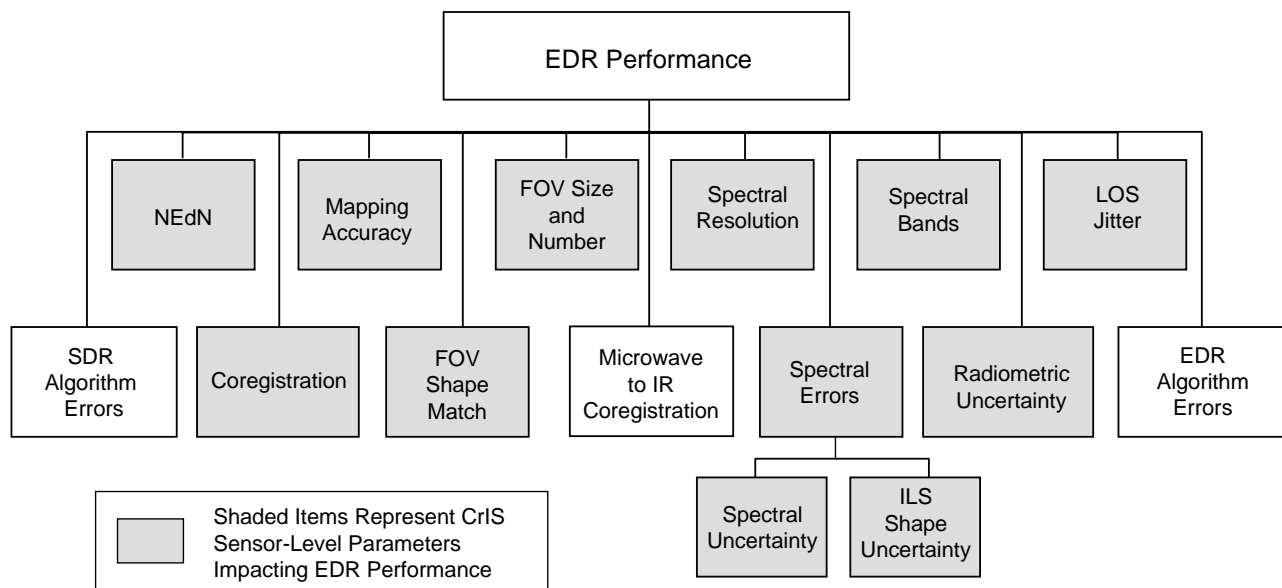 EDR Performance
NEdN
Mapping
Accuracy
FOV Size
and
Number
Spectral
Resolution
Spectral
Bands
LOS
Jitter
SDR
Algorithm
Errors
Coregistration
FOV
Shape
Match
Microwave
to IR
Coregistration
Spectral
Errors
Radiometric
Uncertainty
EDR
Algorithm
Errors
Spectral
Uncertainty
ILS
Shape
Uncertainty
Shaded Items Represent CrIS
Sensor-Level Parameters
Impacting EDR Performance